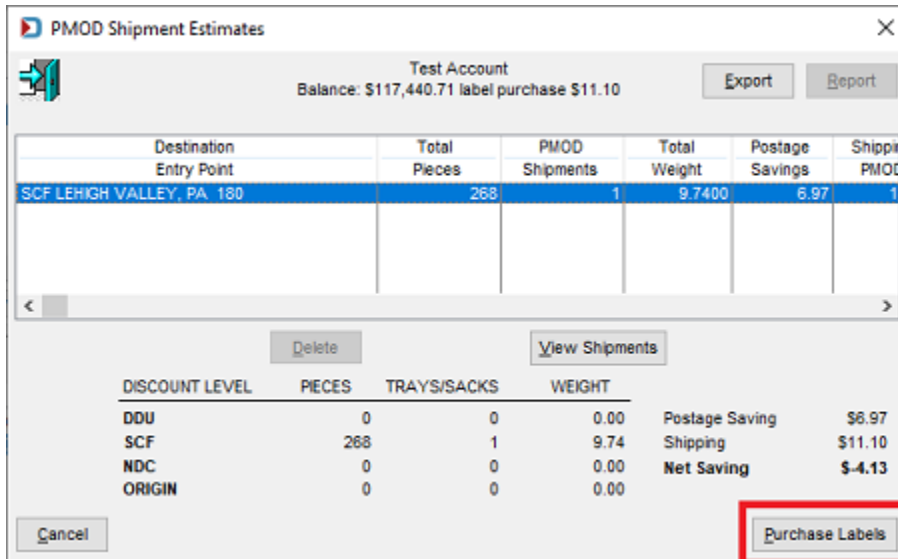 PMOD Shipment Estimates
Test Account
Balance: $117,440.71 label purchase $11.10
Export
Report
Destination Total PMOD Total Postage Shippin
Entry Point Pieces Shipments Weight Savings PMOD
SCF LEHIGH VALLEY, PA 180 268 1 9.7400 6.97 1
Delete
View Shipments
DISCOUNT LEVEL PIECES TRAYS/SACKS WEIGHT
DDU 0 0 0.00 Postage Saving $6.97
SCF 268 1 9.74 Shipping $11.10
NDC 0 0 0.00 Net Saving $-4.13
ORIGIN 0 0 0.00
Cancel
Purchase Labels